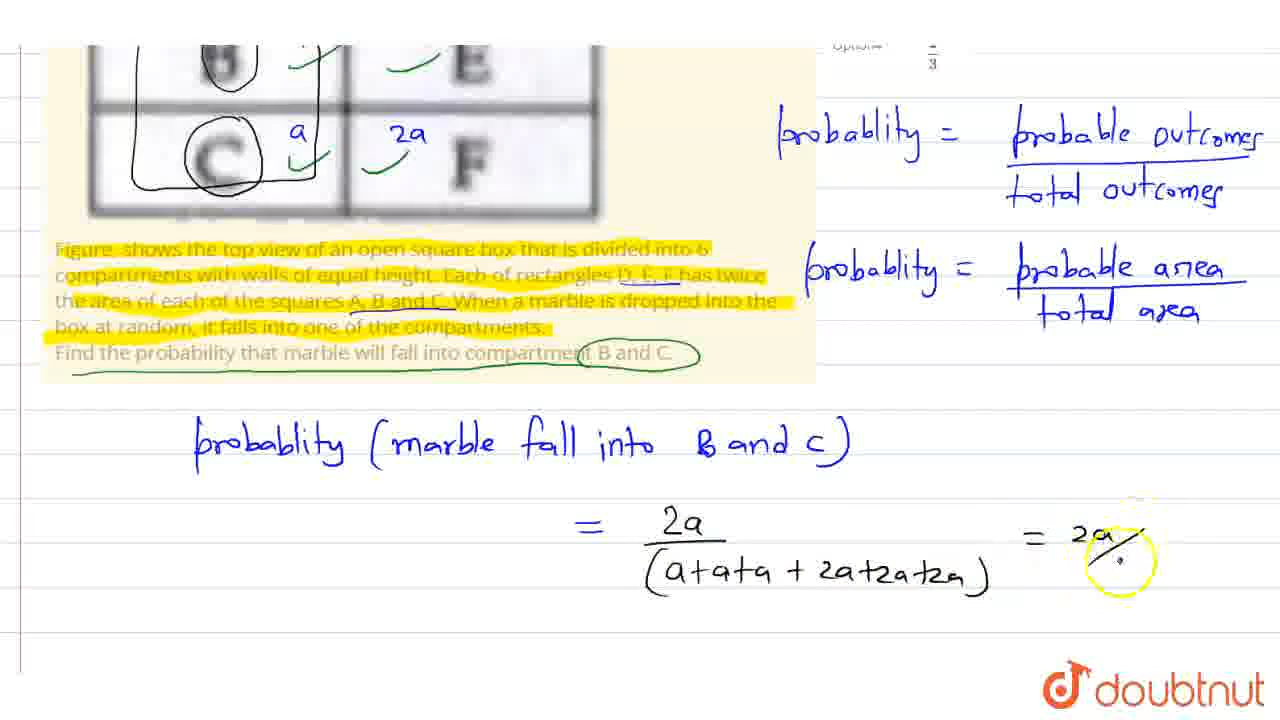 B E
Option4
3
C a 2a F
probablity = probable outcomes
total outcomes
Figure. shows the top view of an open square box that is divided into 6
compartments with walls of equal height. Each of rectangles D, E, F has twice
the area of each of the squares A, B and C. When a marble is dropped into the
box at random, it falls into one of the compartments.
Find the probability that marble will fall into compartment B and C.
probablity = probable area
total area
probablity (marble fall into B and C)
= 2a
(a+a+a + 2a+2a+2a)
= 2a/
doubtnut